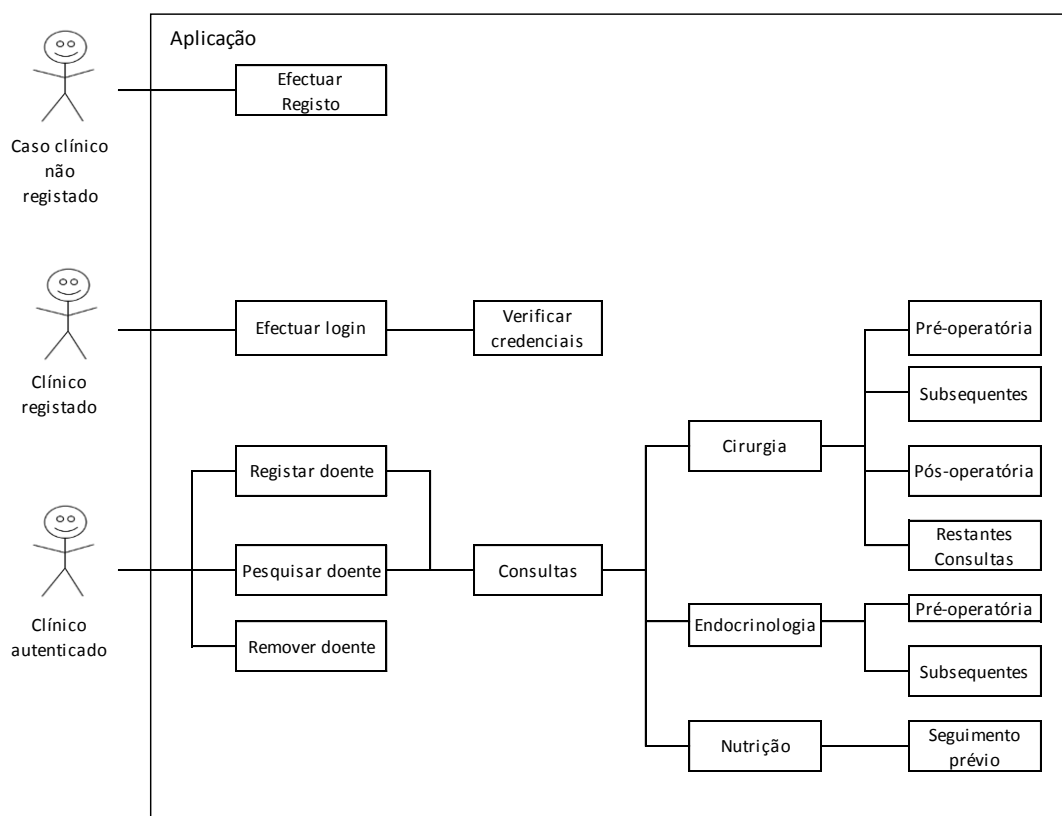 Aplicação
Efectuar
Registo
Caso clínico
não
registado
Efectuar login
Verificar
credenciais
Clínico
registado
Pré-operatória
Subsequentes
Cirurgia
Pós-operatória
Restantes
Consultas
Registar doente
Pesquisar doente
Consultas
Remover doente
Clínico
autenticado
Endocrinologia
Pré-operatória
Subsequentes
Nutrição
Seguimento
prévio